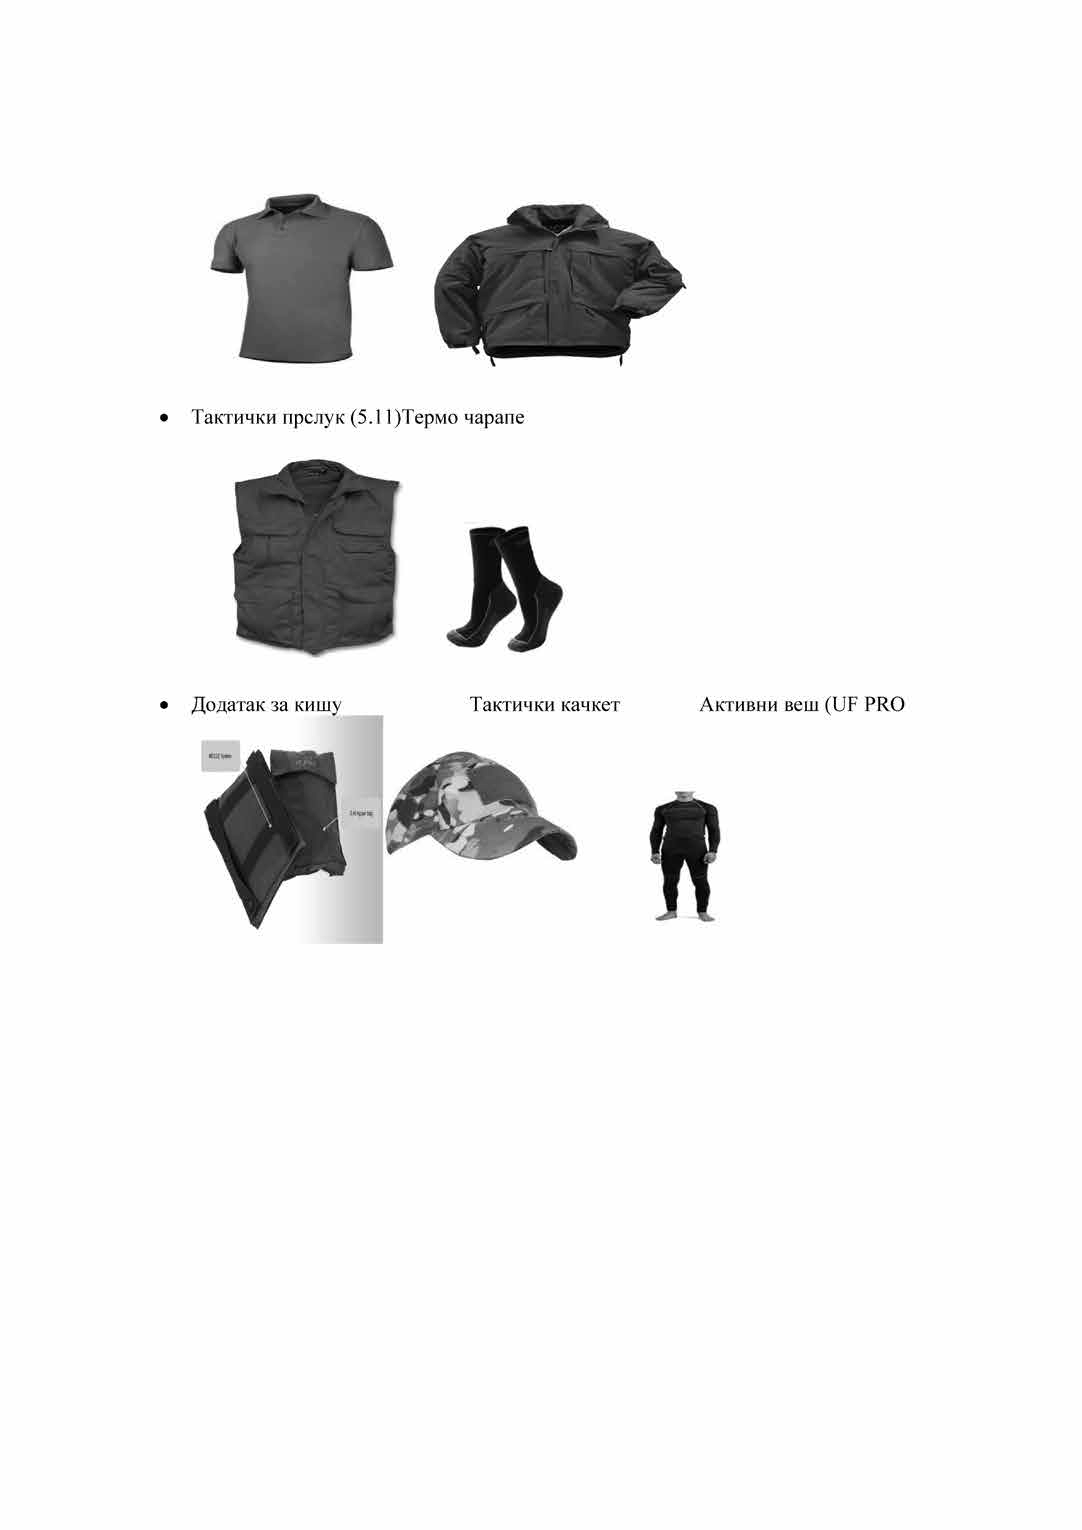 • Тактички прслук (5.11)Термо чарапе
• Додатак за кишу Тактички качкет Активни веш (UF PRO